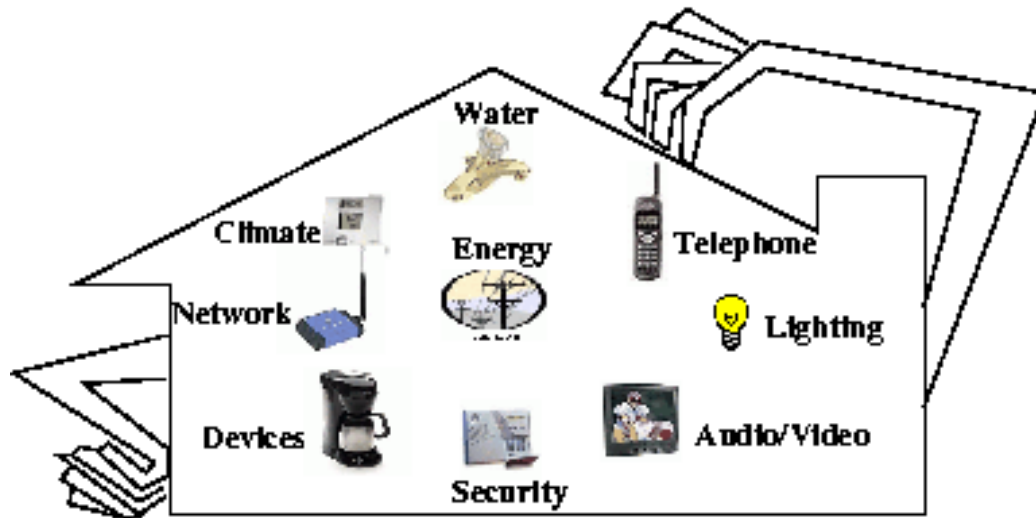 Water
Climate
Energy
Telephone
Network
Lighting
Devices
Audio/Video
Security